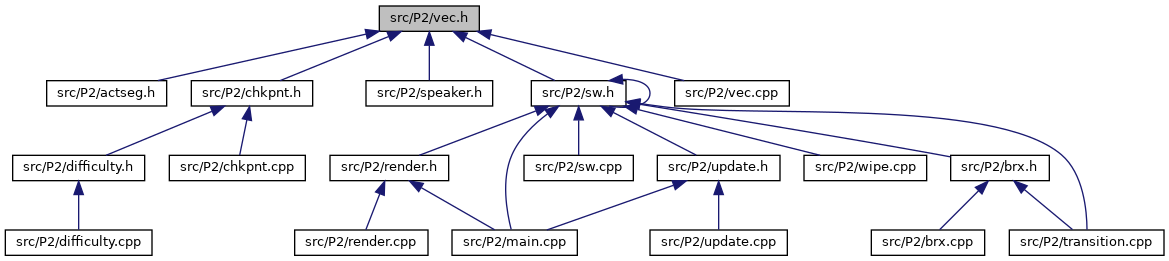 src/P2/vec.h
src/P2/actseg.h
src/P2/chkpnt.h
src/P2/speaker.h
src/P2/sw.h
src/P2/vec.cpp
src/P2/difficulty.h
src/P2/chkpnt.cpp
src/P2/render.h
src/P2/sw.cpp
src/P2/update.h
src/P2/wipe.cpp
src/P2/brx.h
src/P2/difficulty.cpp
src/P2/render.cpp
src/P2/main.cpp
src/P2/update.cpp
src/P2/brx.cpp
src/P2/transition.cpp